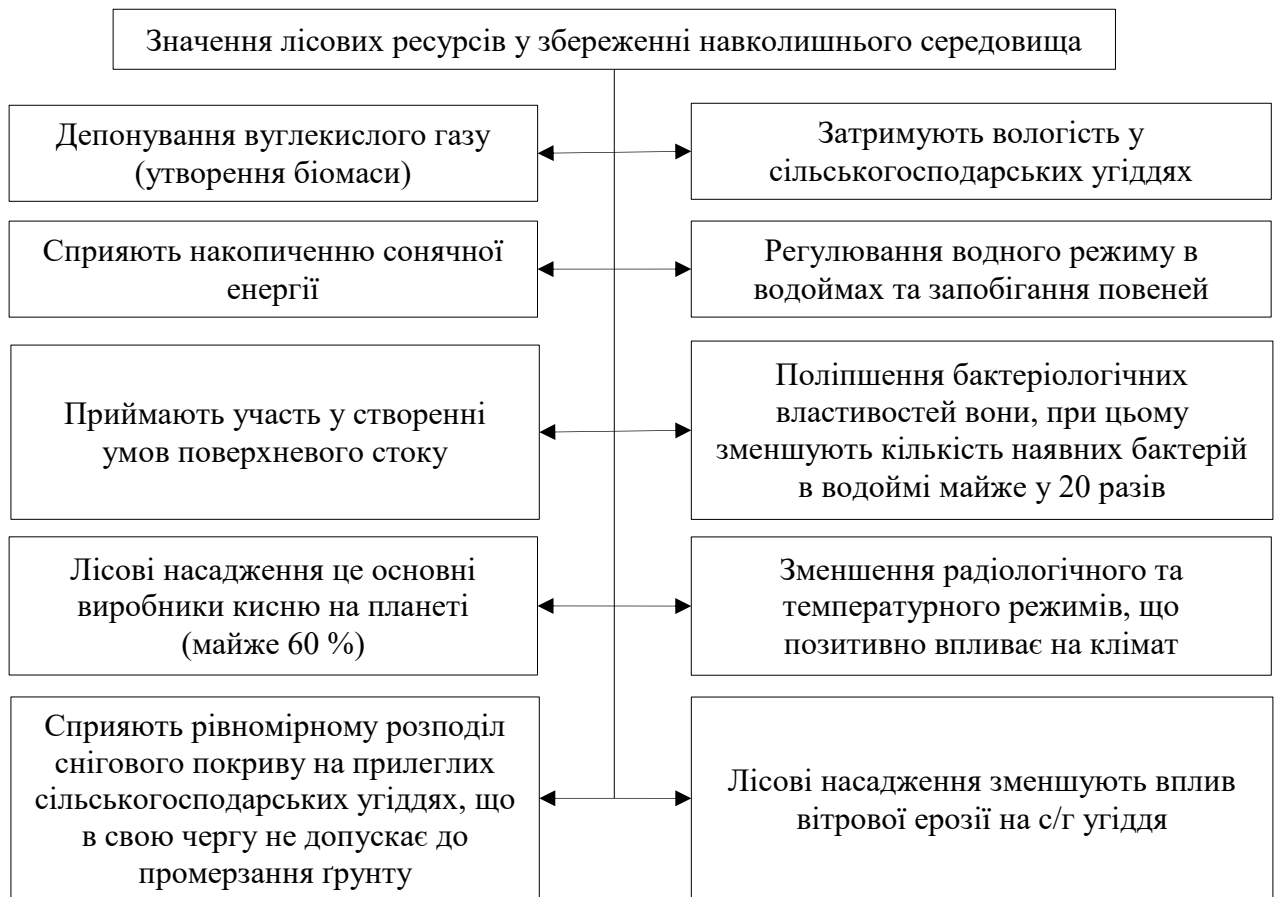 Значення лісових ресурсів у збереженні навколишнього середовища
Депонування вуглекислого газу
(утворення біомаси)
Затримують вологість у
сільськогосподарських угіддях
Сприяють накопиченню сонячної
енергії
Регулювання водного режиму в
водоймах та запобігання повеней
Приймають участь у створенні
умов поверхневого стоку
Поліпшення бактеріологічних
властивостей вони, при цьому
зменшують кількість наявних бактерій
в водоймі майже у 20 разів
Лісові насадження це основні
виробники кисню на планеті
(майже 60 %)
Зменшення радіологічного та
температурного режимів, що
позитивно впливає на клімат
Сприяють рівномірному розподіл
снігового покриву на прилеглих
сільськогосподарських угіддях, що
в свою чергу не допускає до
промерзання ґрунту
Лісові насадження зменшують вплив
вітрової ерозії на с/г угіддя